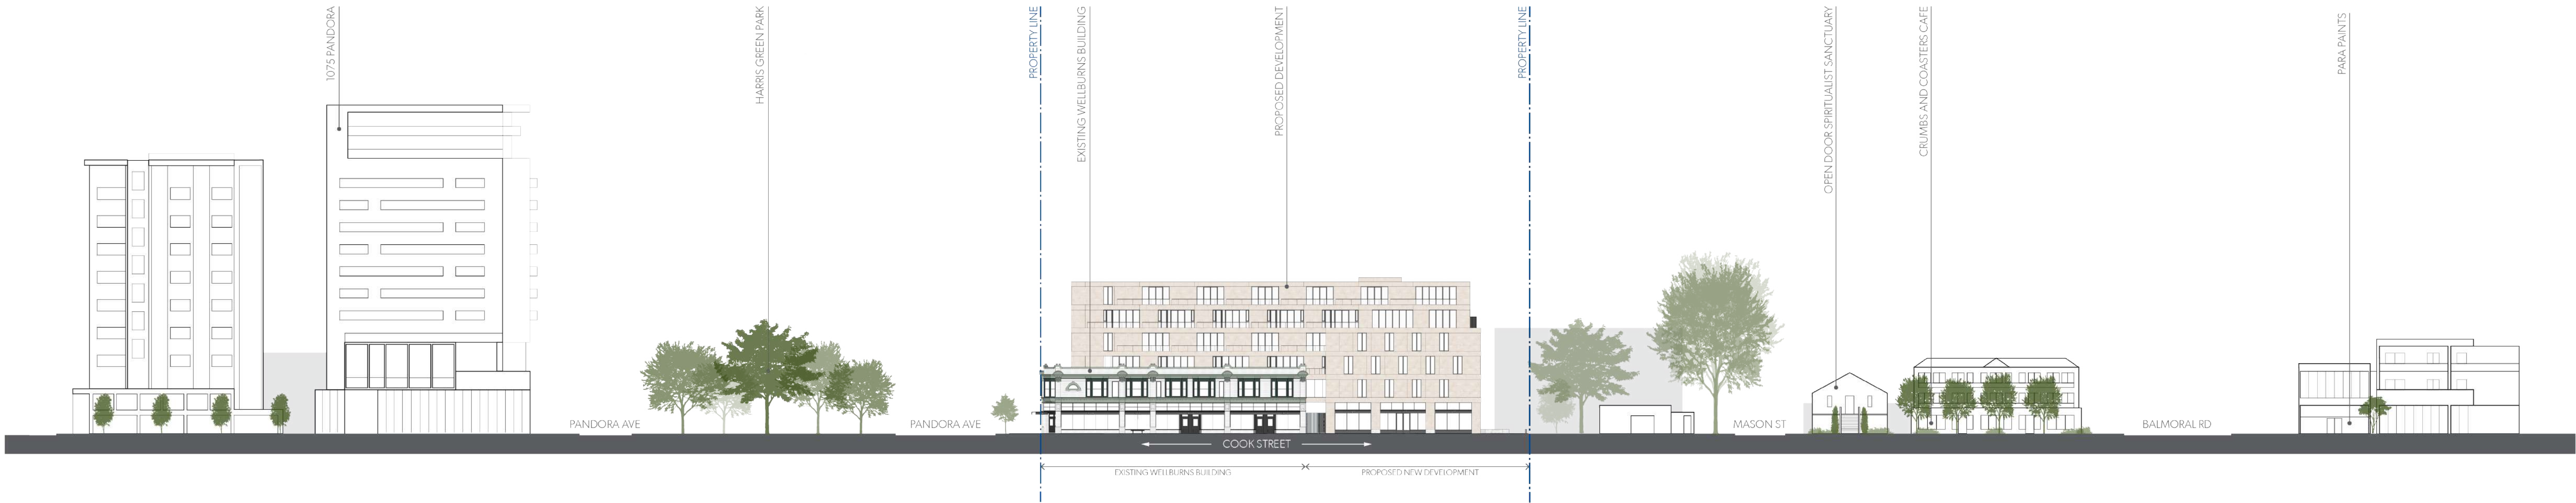 1075 PANDORA
HARRIS GREEN PARK
PROPERTY LINE
EXISTING WELLBURNS BUILDING
PROPOSED DEVELOPMENT
PROPERTY LINE
OPEN DOOR SPIRITUALIST SANCTUARY
CRUMBS AND COASTERS CAFE
PARA PAINTS
PANDORA AVE
PANDORA AVE
MASON ST
BALMORAL RD
COOK STREET
EXISTING WELLBURNS BUILDING
PROPOSED NEW DEVELOPMENT